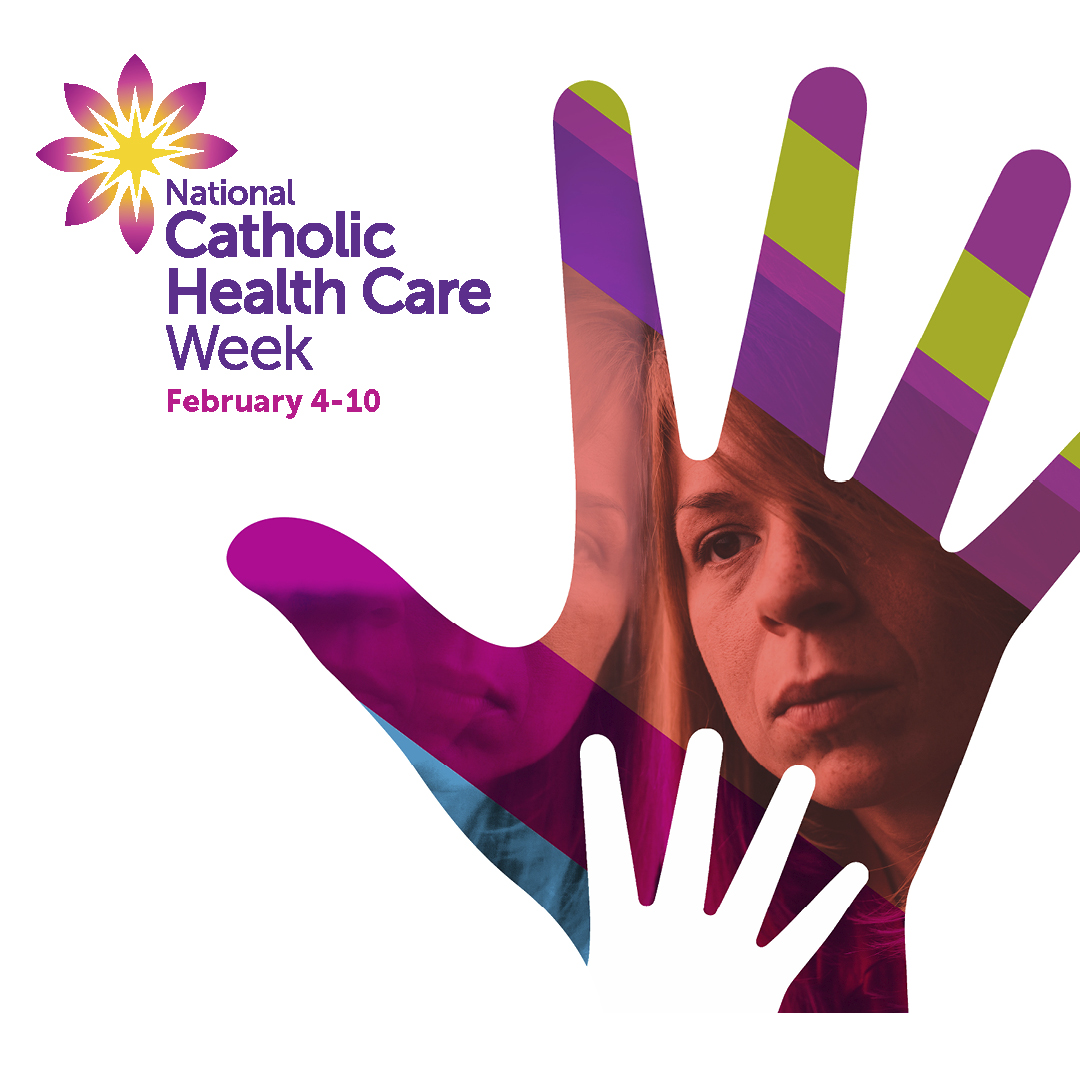 National
Catholic
Health Care
Week
February 4-10